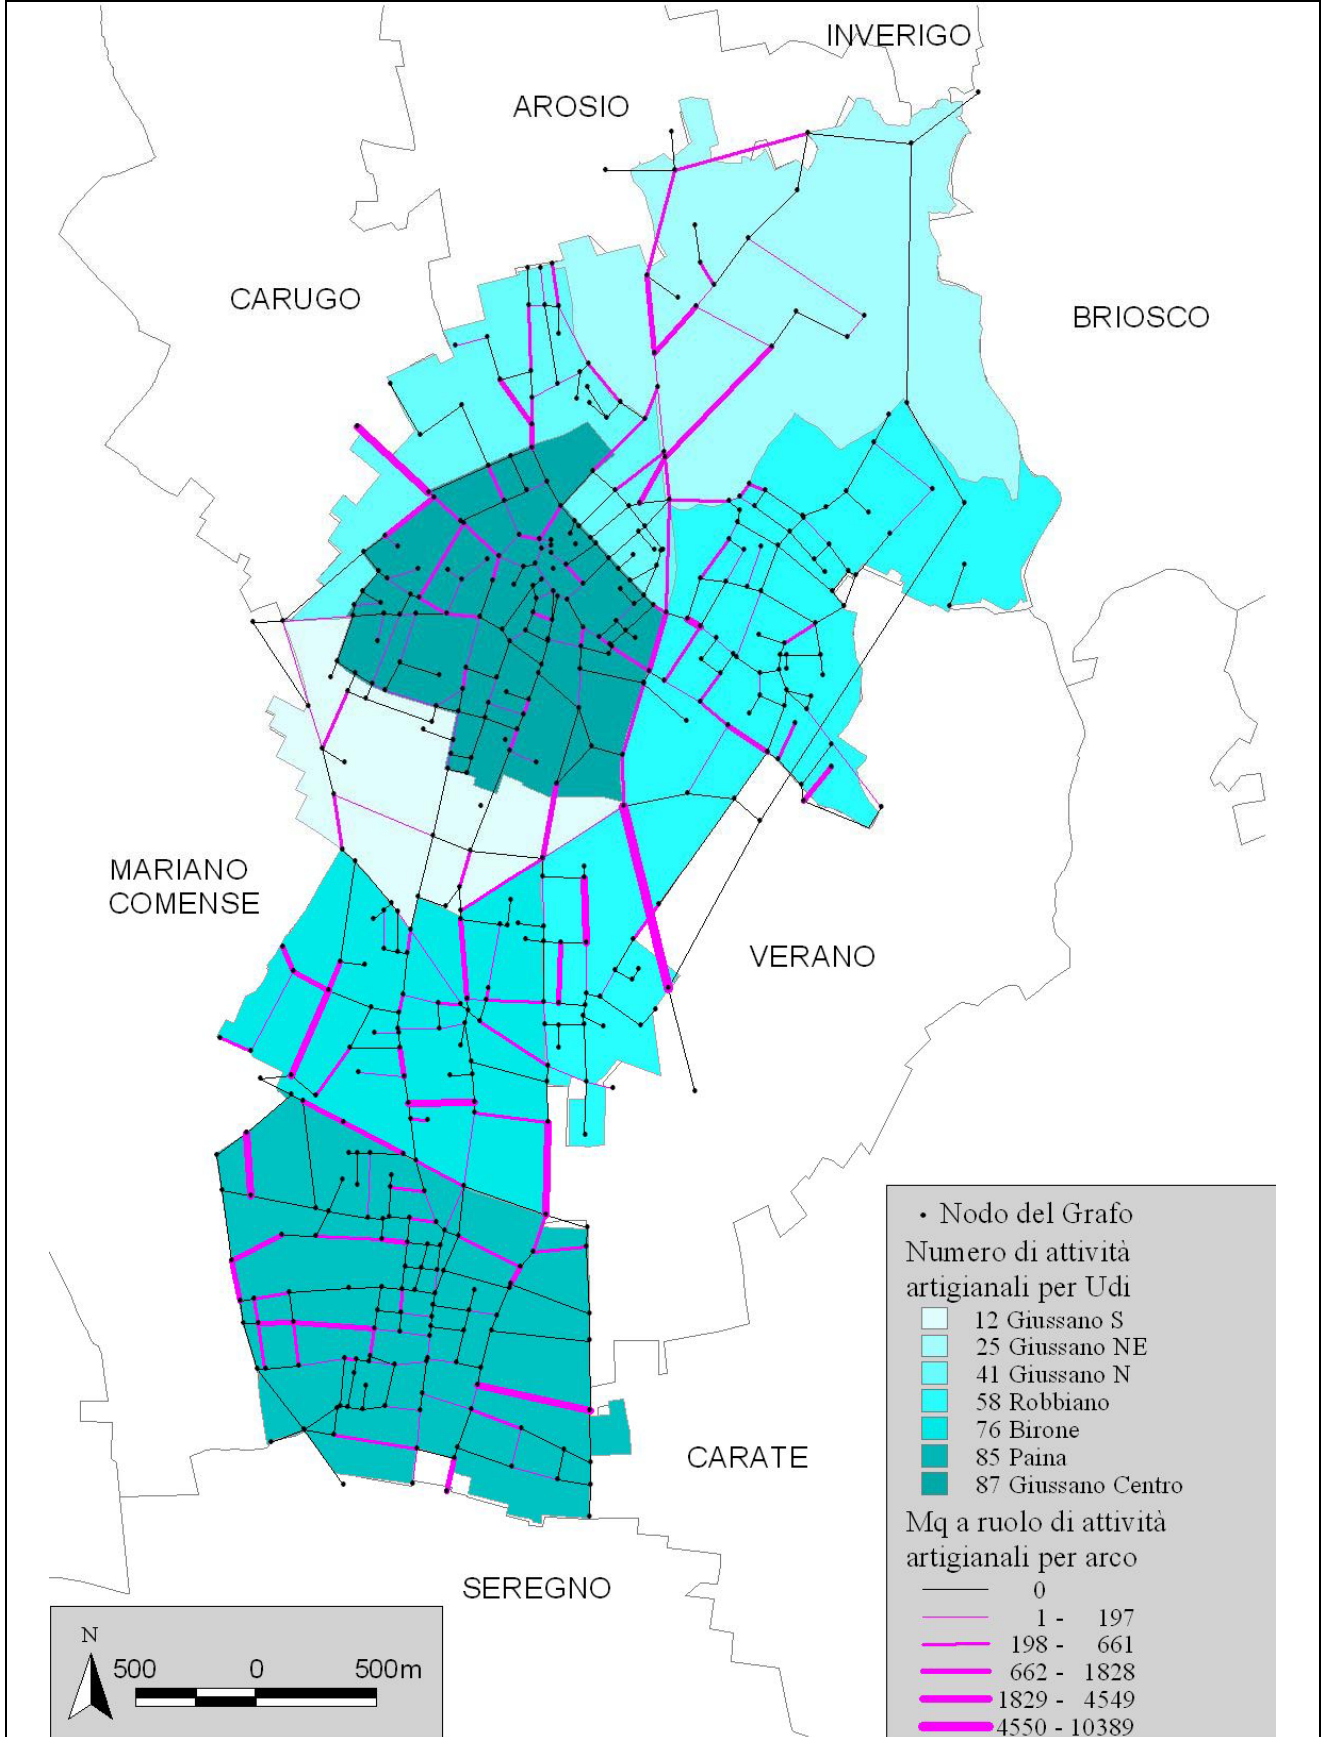 INVERIGO
AROSIO
CARUGO
BRIOSCO
MARIANO
COMENSE
VERANO
CARATE
SEREGNO
• Nodo del Grafo
Numero di attività
artigianali per Udi
12 Giussano S
25 Giussano NE
41 Giussano N
58 Robbiano
76 Birone
85 Paina
87 Giussano Centro
Mq a ruolo di attività
artigianali per arco
0
1 - 197
198 - 661
662 - 1828
1829 - 4549
4550 - 10389
N
500 0 500m